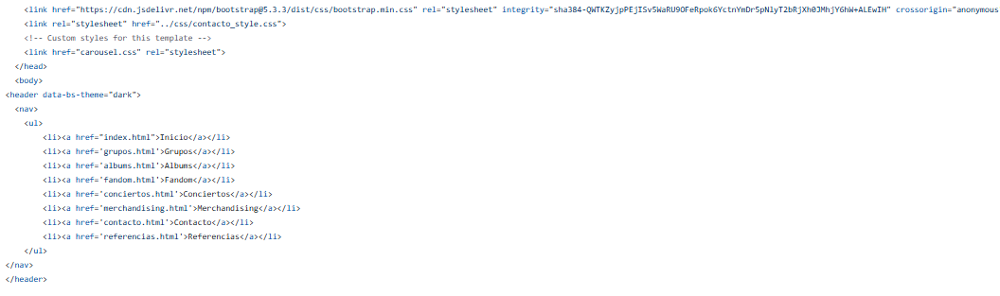 <link href="https://cdn.jsdelivr.net/npm/bootstrap@5.3.3/dist/css/bootstrap.min.css" rel="stylesheet" integrity="sha384-QWTKZyjpPEjISv5WaRU9OFeRpok6YctnYmDr5pNlyT2bRjXh0JMhjY6hW+ALEwIH" crossorigin="anonymous
<link rel="stylesheet" href="../css/contacto_style.css">
<!-- Custom styles for this template -->
<link href="carousel.css" rel="stylesheet">
</head>
<body>
<header data-bs-theme="dark">
<nav>
<ul>
<li><a href="index.html">Inicio</a></li>
<li><a href='grupos.html'>Grupos</a></li>
<li><a href='albums.html'>Albums</a></li>
<li><a href='fandom.html'>Fandom</a></li>
<li><a href='conciertos.html'>Conciertos</a></li>
<li><a href='merchandising.html'>Merchandising</a></li>
<li><a href='contacto.html'>Contacto</a></li>
<li><a href='referencias.html'>Referencias</a></li>
</ul>
</nav>
</header>